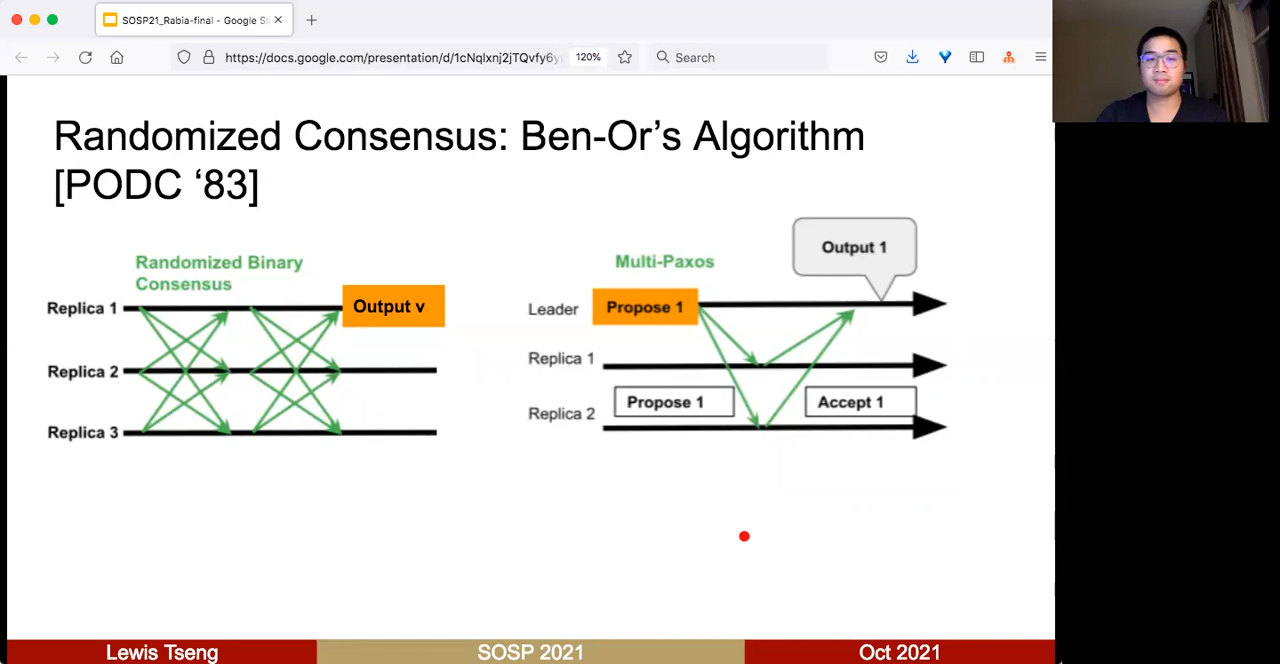 SOSP21_Rabia-final - Google Sl
https://docs.google.com/presentation/d/1cNqlxnj2jTQvfy6y
120%
Search
Randomized Consensus: Ben-Or’s Algorithm
[PODC ‘83]
Randomized Binary
Consensus
Replica 1
Output v
Replica 2
Replica 3
Multi-Paxos
Output 1
Leader
Propose 1
Replica 1
Propose 1
Accept 1
Replica 2
Lewis Tseng
SOSP 2021
Oct 2021